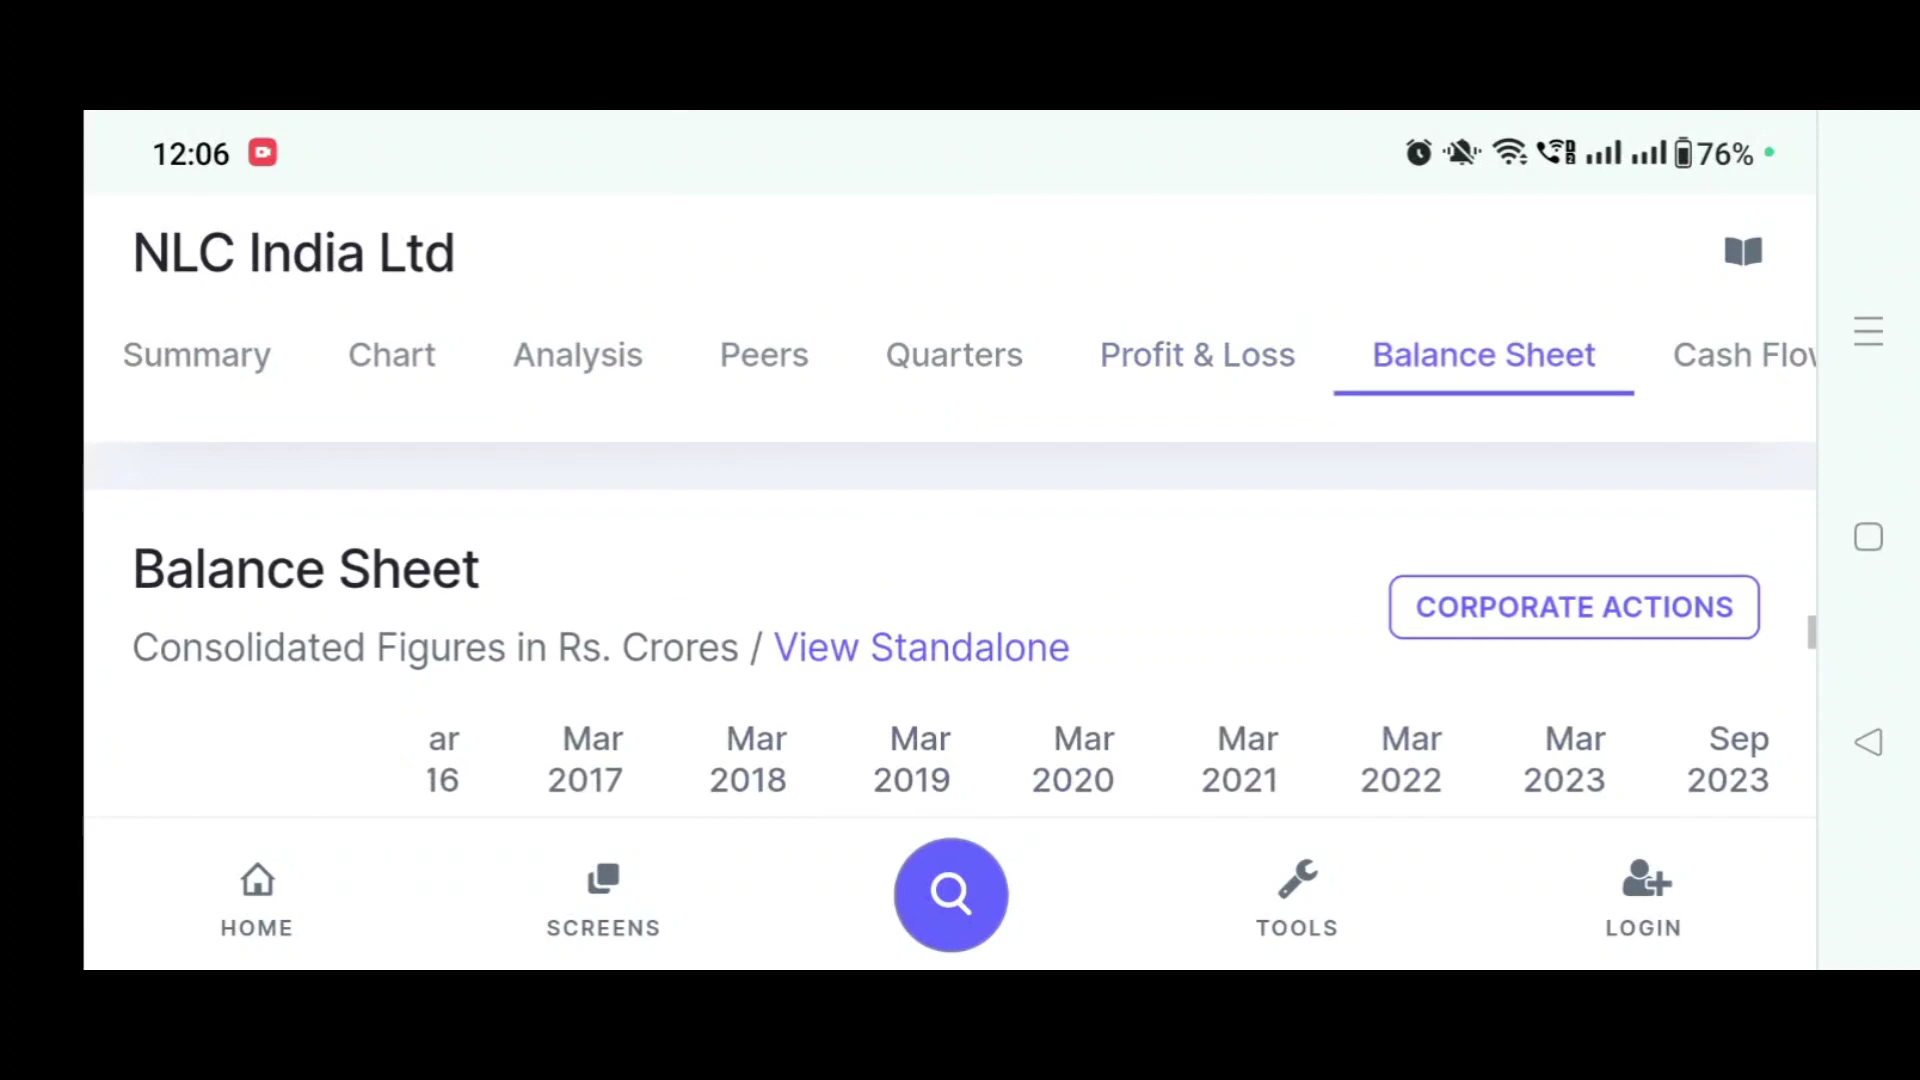 12:06
76%
NLC India Ltd
Summary Chart Analysis Peers Quarters Profit & Loss Balance Sheet Cash Flov
Balance Sheet
CORPORATE ACTIONS
Consolidated Figures in Rs. Crores / View Standalone
ar Mar Mar Mar Mar Mar Mar Mar Sep
16 2017 2018 2019 2020 2021 2022 2023 2023
HOME SCREENS TOOLS LOGIN